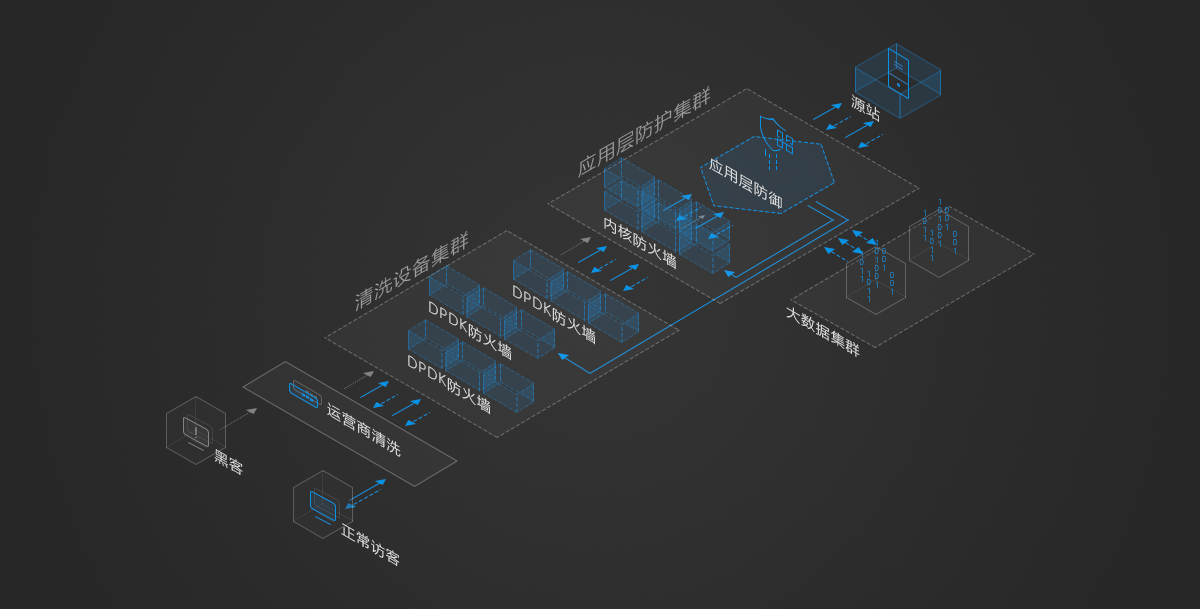 源站
应用层防护集群
应用层防御
内核防火墙
清洗设备集群
DPDK防火墙
DPDK防火墙
DPDK防火墙
大数据集群
运营商清洗
黑客
正常访客